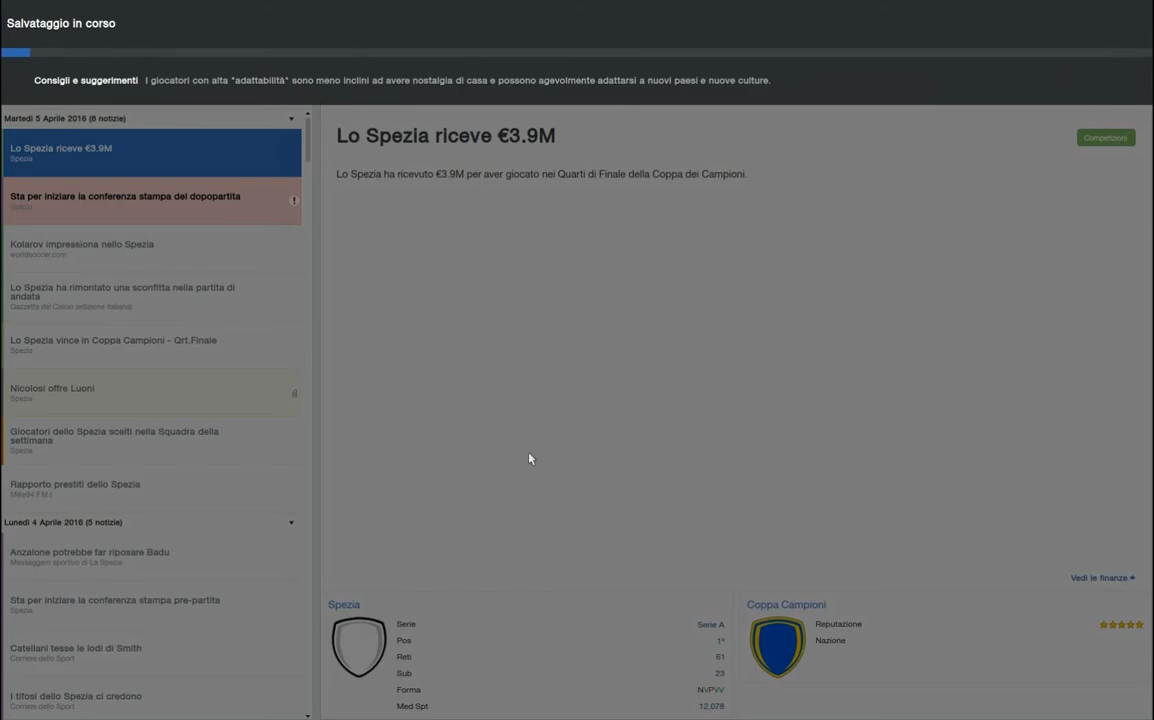 Salvataggio in corso
Consigli e suggerimenti I giocatori con alta "adattabilità" sono meno inclini ad avere nostalgia di casa e possono agevolmente adattarsi a nuovi paesi e nuove culture.
Martedì 5 Aprile 2016 (8 notizie)
Lo Spezia riceve €3.9M
Spezia
Sta per iniziare la conferenza stampa del dopopartita
Spezia
Kolarov impressiona nello Spezia
worldsoccer.com
Lo Spezia ha rimontato una sconfitta nella partita di
andata
Gazzetta del Calcio (edizione italiana)
Lo Spezia vince in Coppa Campioni - Qrt.Finale
Spezia
Nicolosi offre Luoni
Spezia
Giocatori dello Spezia scelti nella Squadra della
settimana
Spezia
Rapporto prestiti dello Spezia
Lunedì 4 Aprile 2016 (5 notizie)
Anzalone potrebbe far riposare Badu
Messaggero sportivo di La Spezia
Sta per iniziare la conferenza stampa pre-partita
Spezia
Catellani tesse le lodi di Smith
Corriere dello Sport
I tifosi dello Spezia ci credono
Corriere dello Sport
Lo Spezia riceve €3.9M
Competizioni
Lo Spezia ha ricevuto €3.9M per aver giocato nei Quarti di Finale della Coppa dei Campioni.
Vedi le finanze
Spezia
Serie Serie A
Pos 1°
Reti 61
Sub 23
Forma NVPVV
Med Spt 12,078
Coppa Campioni
Reputazione
Nazione